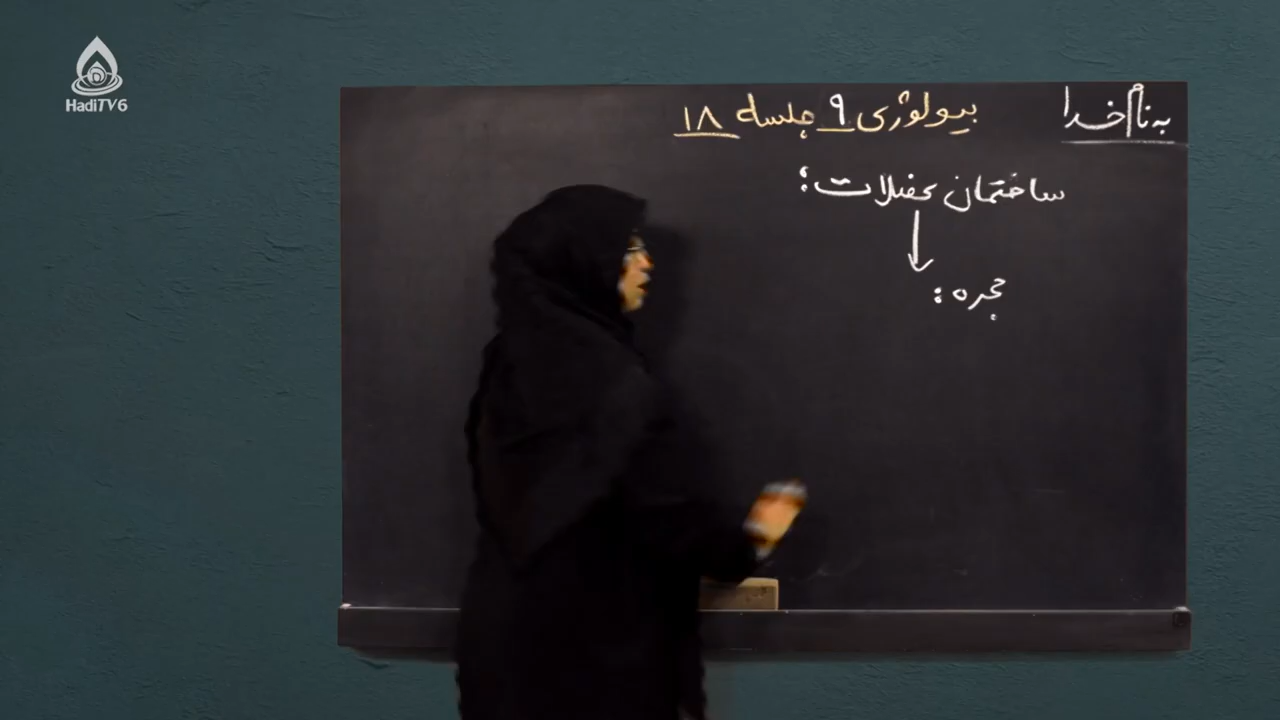 به نام خدا
بیولوژی ۹ جلسه ۱۸
ساختمان عضلات:
حجره:
HadiTV6